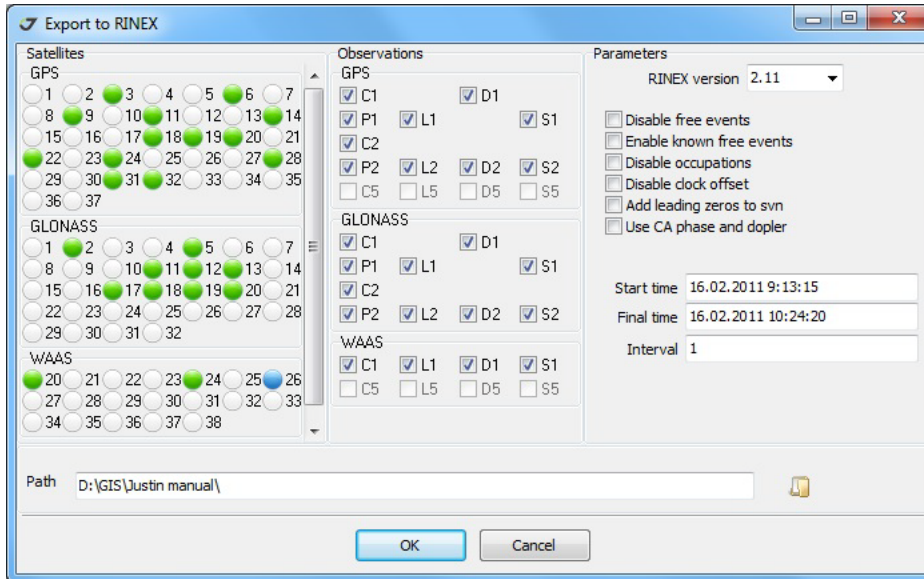 Export to RINEX
Satellites
GPS
1 2 3 4 5 6 7
8 9 10 11 12 13 14
15 16 17 18 19 20 21
22 23 24 25 26 27 28
29 30 31 32 33 34 35
36 37
GLONASS
1 2 3 4 5 6 7
8 9 10 11 12 13 14
15 16 17 18 19 20 21
22 23 24 25 26 27 28
29 30 31 32
WAAS
20 21 22 23 24 25 26
27 28 29 30 31 32 33
34 35 36 37 38
Observations
GPS
C1 D1
P1 L1 S1
C2
P2 L2 D2 S2
C5 L5 D5 S5
GLONASS
C1 D1
P1 L1 S1
C2
P2 L2 D2 S2
WAAS
C1 L1 D1 S1
C5 L5 D5 S5
Parameters
RINEX version 2.11
Disable free events
Enable known free events
Disable occupations
Disable clock offset
Add leading zeros to svn
Use CA phase and dopler
Start time 16.02.2011 9:13:15
Final time 16.02.2011 10:24:20
Interval 1
Path D:\GIS\Justin manual\
OK Cancel